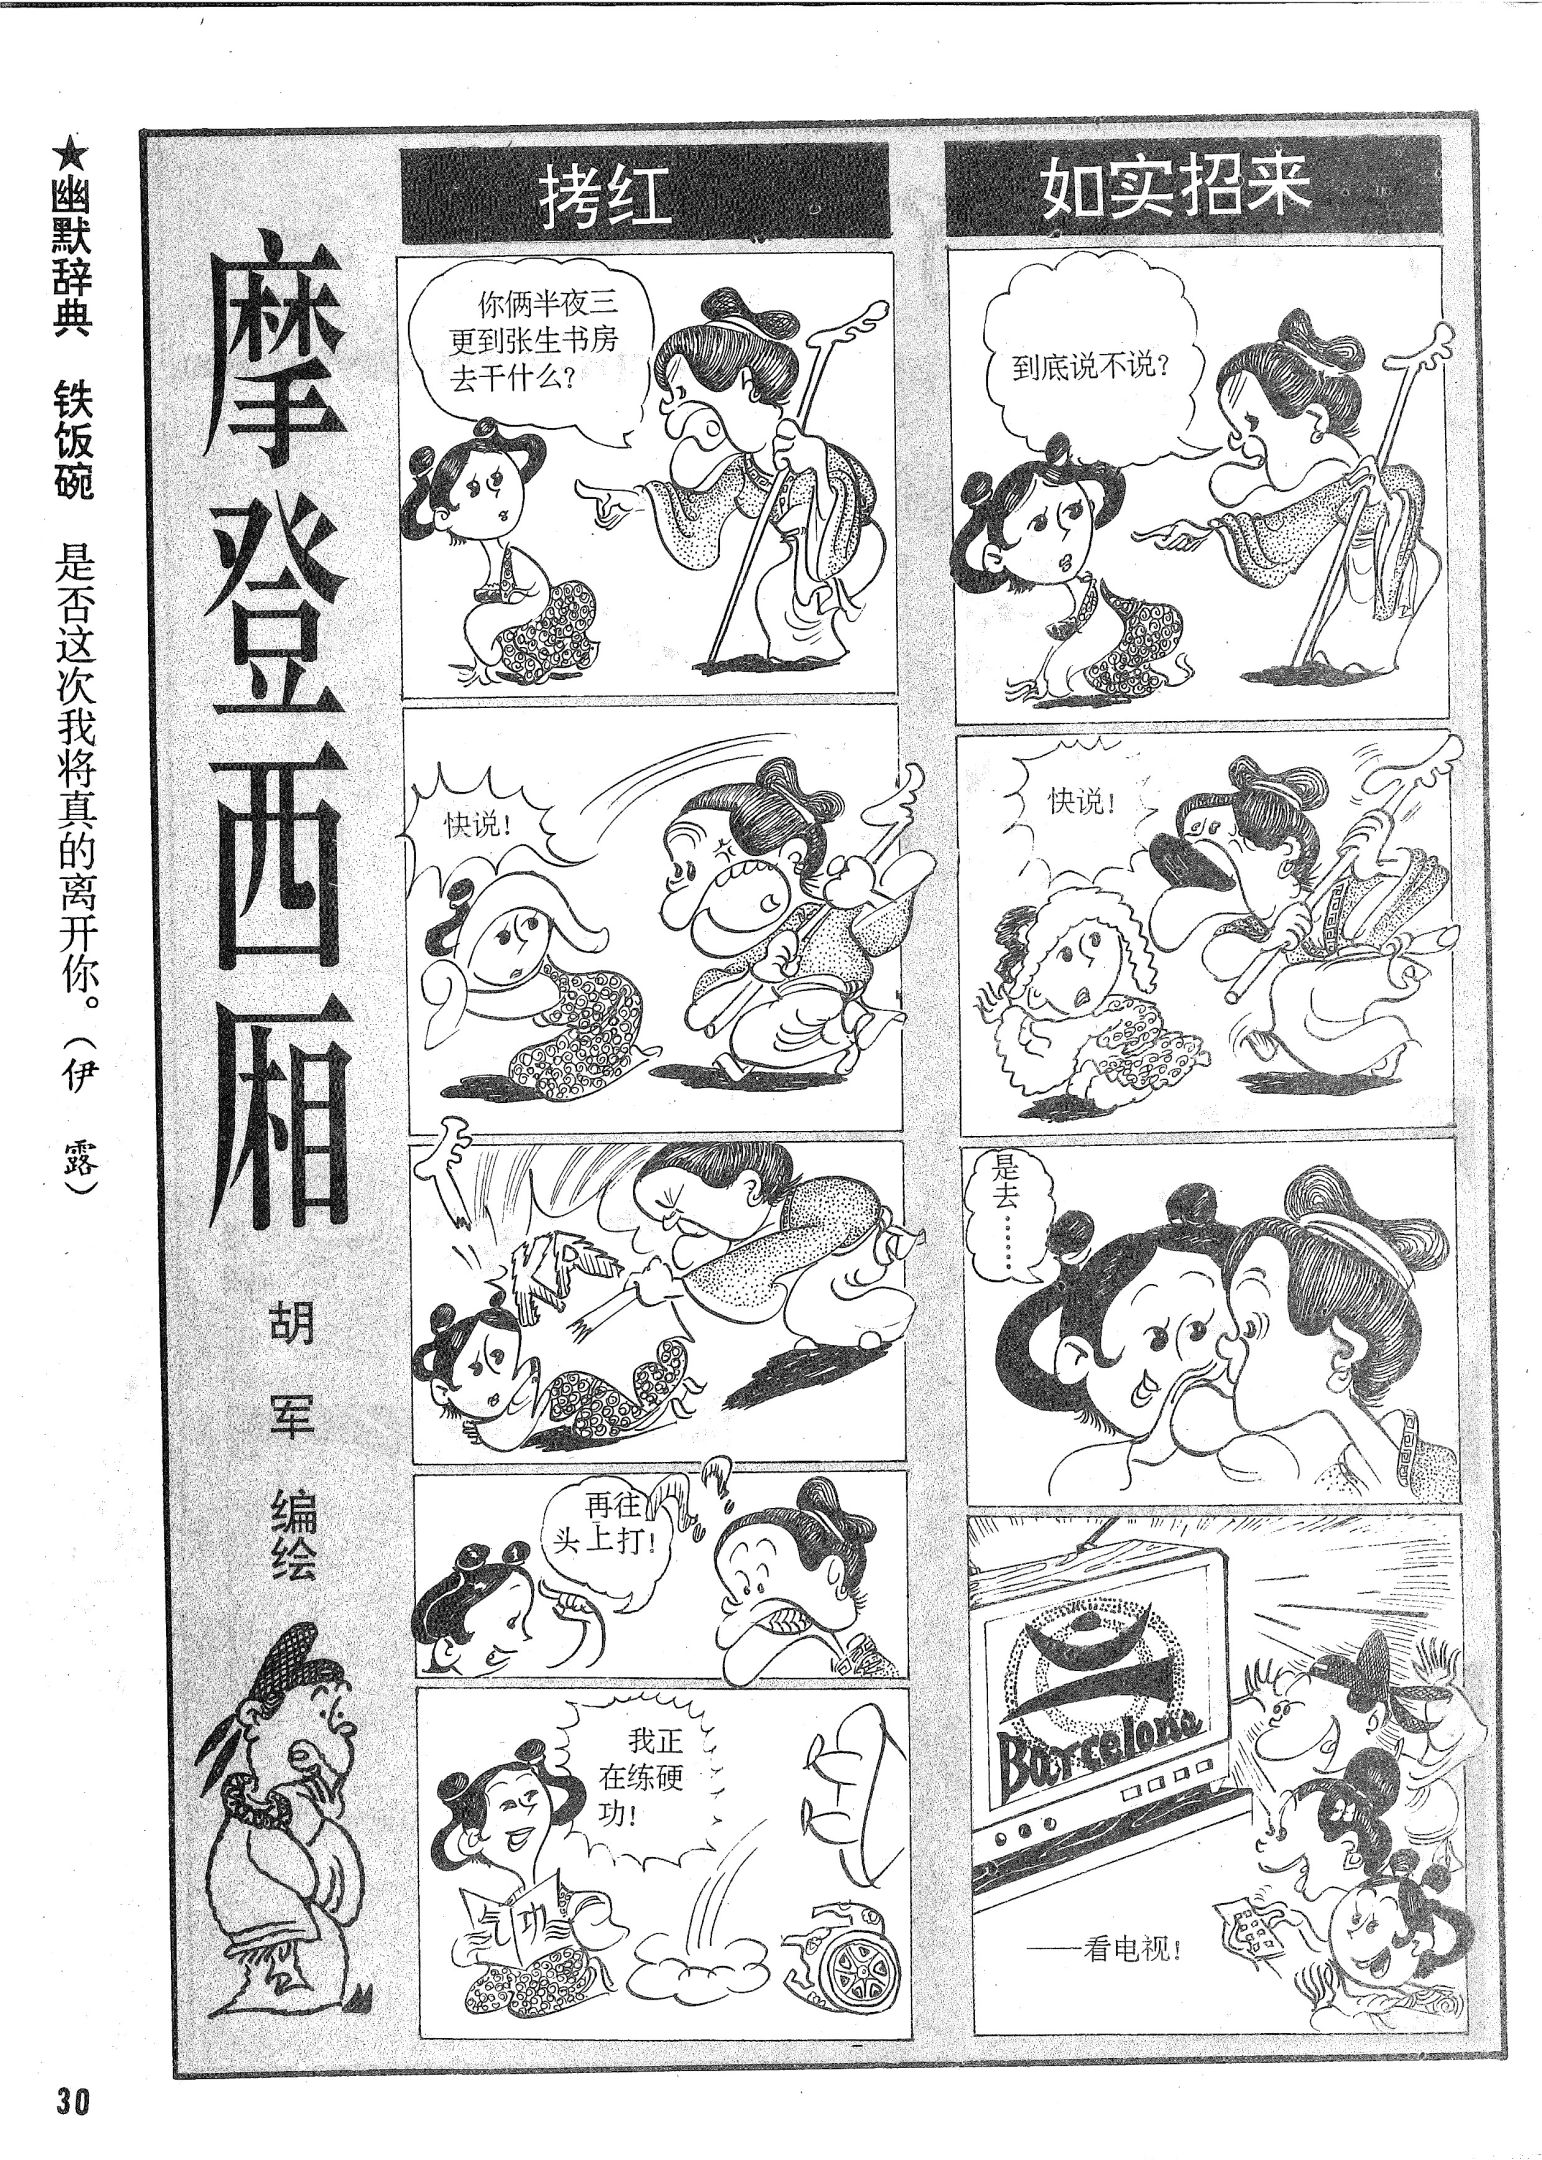 ★幽默辞典 铁饭碗 是否这次我将真的离开你。(伊 露)
摩登西厢
胡军编绘
拷红
你俩半夜三
更到张生书房
去干什么？
快说！
再往
头上打！
我正
在练硬
功！
气功
如实招来
到底说不说？
快说！
是去……
Barcelona
——看电视！
30